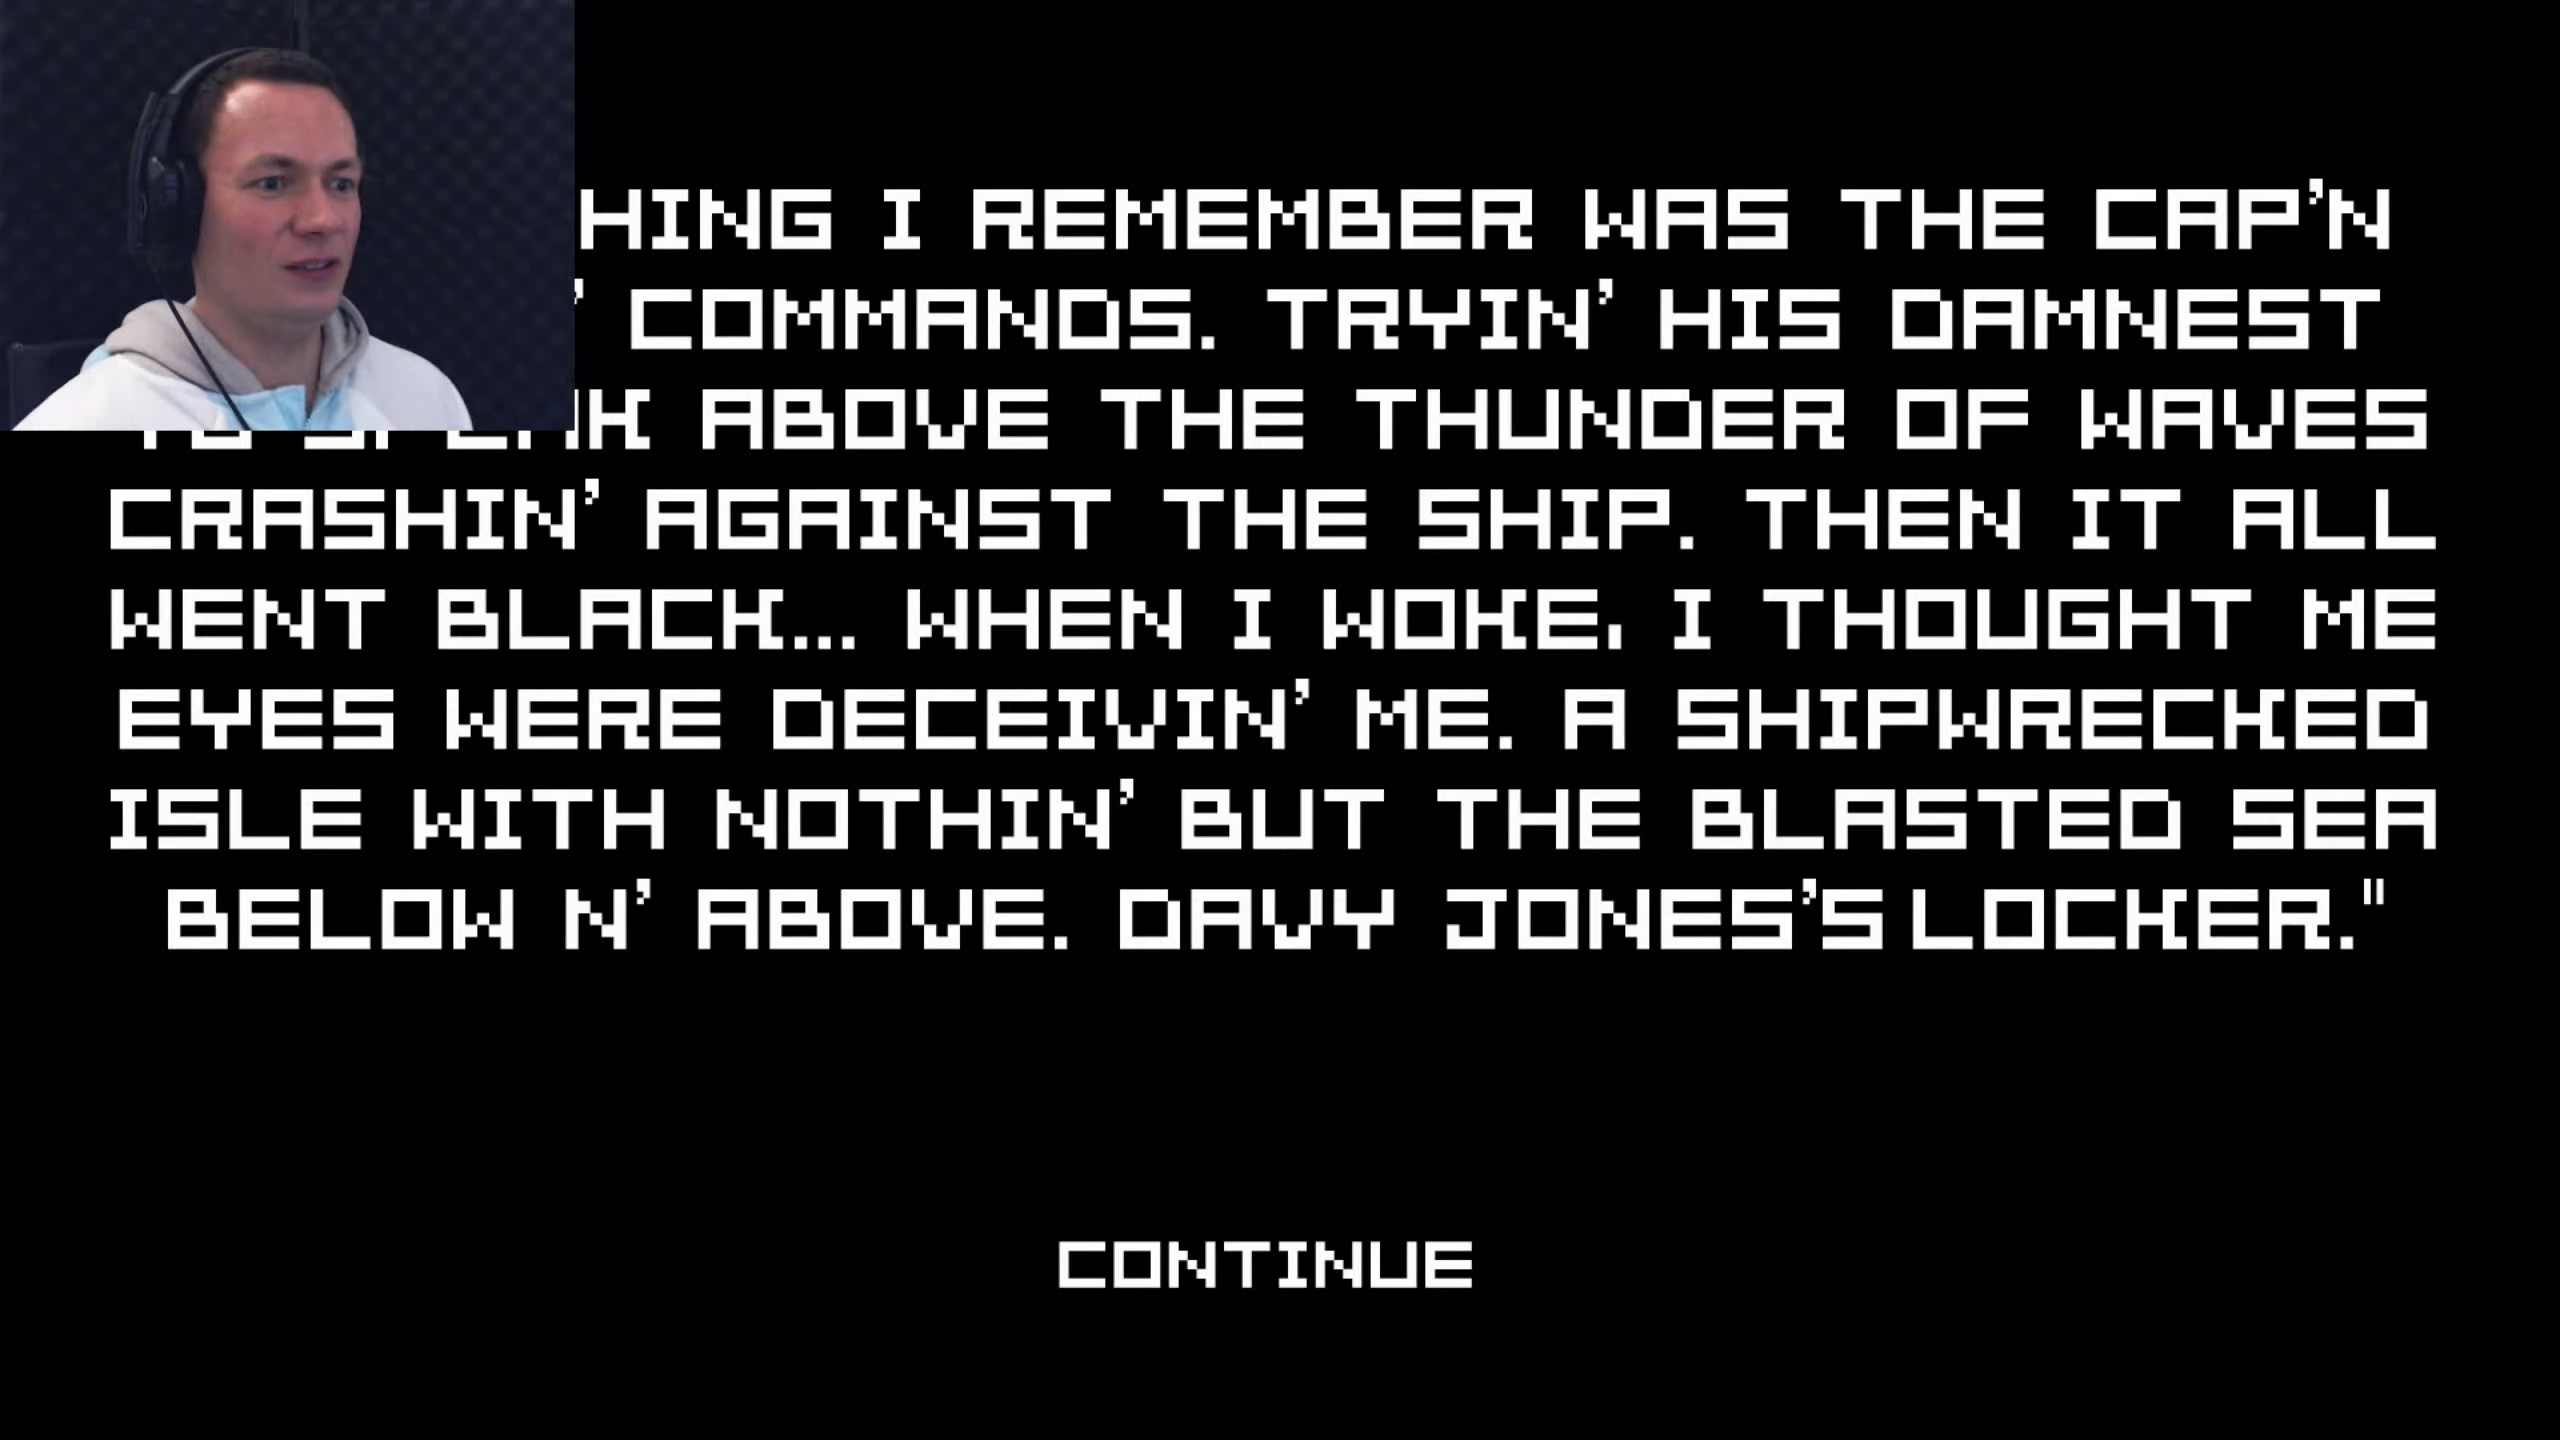 I REMEMBER WAS THE CAP'N
COMMANDS. TRYIN' HIS DAMNEST
ABOVE THE THUNDER OF WAVES
CRASHIN' AGAINST THE SHIP. THEN IT ALL
WENT BLACK... WHEN I WOKE, I THOUGHT ME
EYES WERE DECEIVIN' ME. A SHIPWRECKED
ISLE WITH NOTHIN' BUT THE BLASTED SEA
BELOW N' ABOVE. DAVY JONES'S LOCKER."
CONTINUE